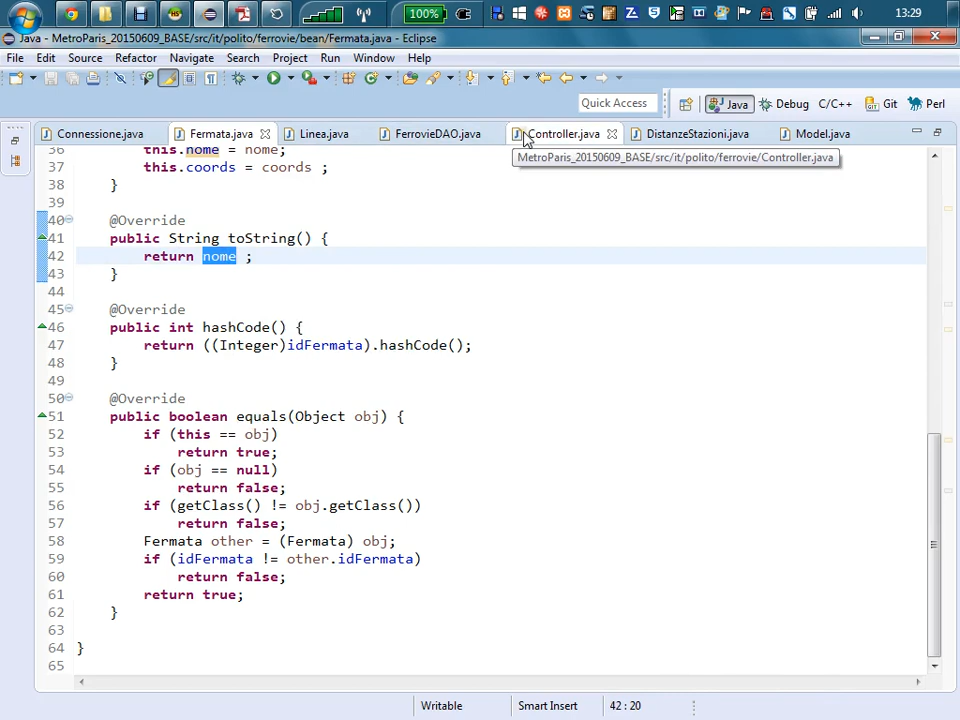 100%
13:29
Java - MetroParis_20150609_BASE/src/it/polito/ferrovie/bean/Fermata.java - Eclipse
File Edit Source Refactor Navigate Search Project Run Window Help
Quick Access Java Debug C/C++ Git Perl
Connessione.java Fermata.java Linea.java FerrovieDAO.java Controller.java DistanzeStazioni.java Model.java
MetroParis_20150609_BASE/src/it/polito/ferrovie/Controller.java
36 this.nome = nome;
37 this.coords = coords ;
38 }
39
40 @Override
41 public String toString() {
42 return nome ;
43 }
44
45 @Override
46 public int hashCode() {
47 return ((Integer)idFermata).hashCode();
48 }
49
50 @Override
51 public boolean equals(Object obj) {
52 if (this == obj)
53 return true;
54 if (obj == null)
55 return false;
56 if (getClass() != obj.getClass())
57 return false;
58 Fermata other = (Fermata) obj;
59 if (idFermata != other.idFermata)
60 return false;
61 return true;
62 }
63
64 }
65
Writable Smart Insert 42 : 20